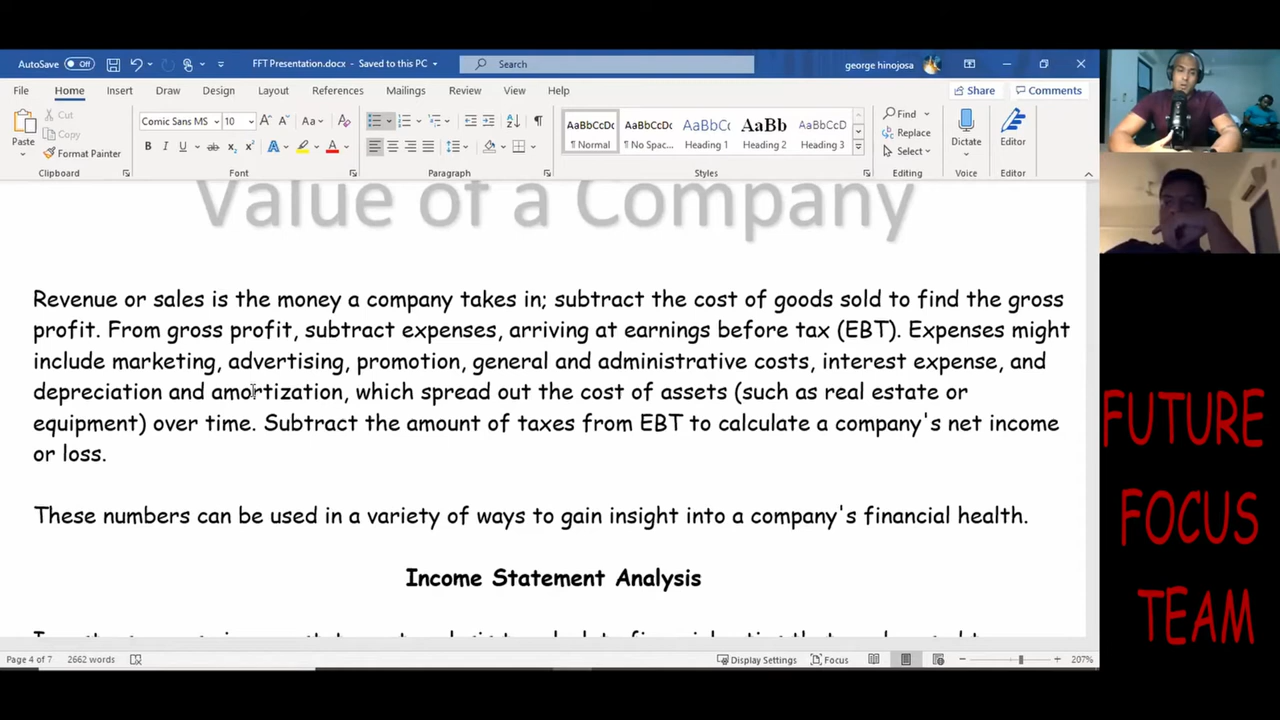 AutoSave Off FFT Presentation.docx - Saved to this PC Search george hinojosa
File Home Insert Draw Design Layout References Mailings Review View Help Share Comments
Paste Cut Copy Format Painter Clipboard
Comic Sans MS 10 Font
Paragraph
AaBbCcDc AaBbCcDc AaBbCc AaBb AaBbCcD
¶ Normal ¶ No Spac... Heading 1 Heading 2 Heading 3 Styles
Find Replace Select Editing
Dictate Voice
Editor Editor
Value of a Company
Revenue or sales is the money a company takes in; subtract the cost of goods sold to find the gross
profit. From gross profit, subtract expenses, arriving at earnings before tax (EBT). Expenses might
include marketing, advertising, promotion, general and administrative costs, interest expense, and
depreciation and amortization, which spread out the cost of assets (such as real estate or
equipment) over time. Subtract the amount of taxes from EBT to calculate a company's net income
or loss.
These numbers can be used in a variety of ways to gain insight into a company's financial health.
Income Statement Analysis
Page 4 of 7 2662 words Display Settings Focus 207%
FUTURE
FOCUS
TEAM